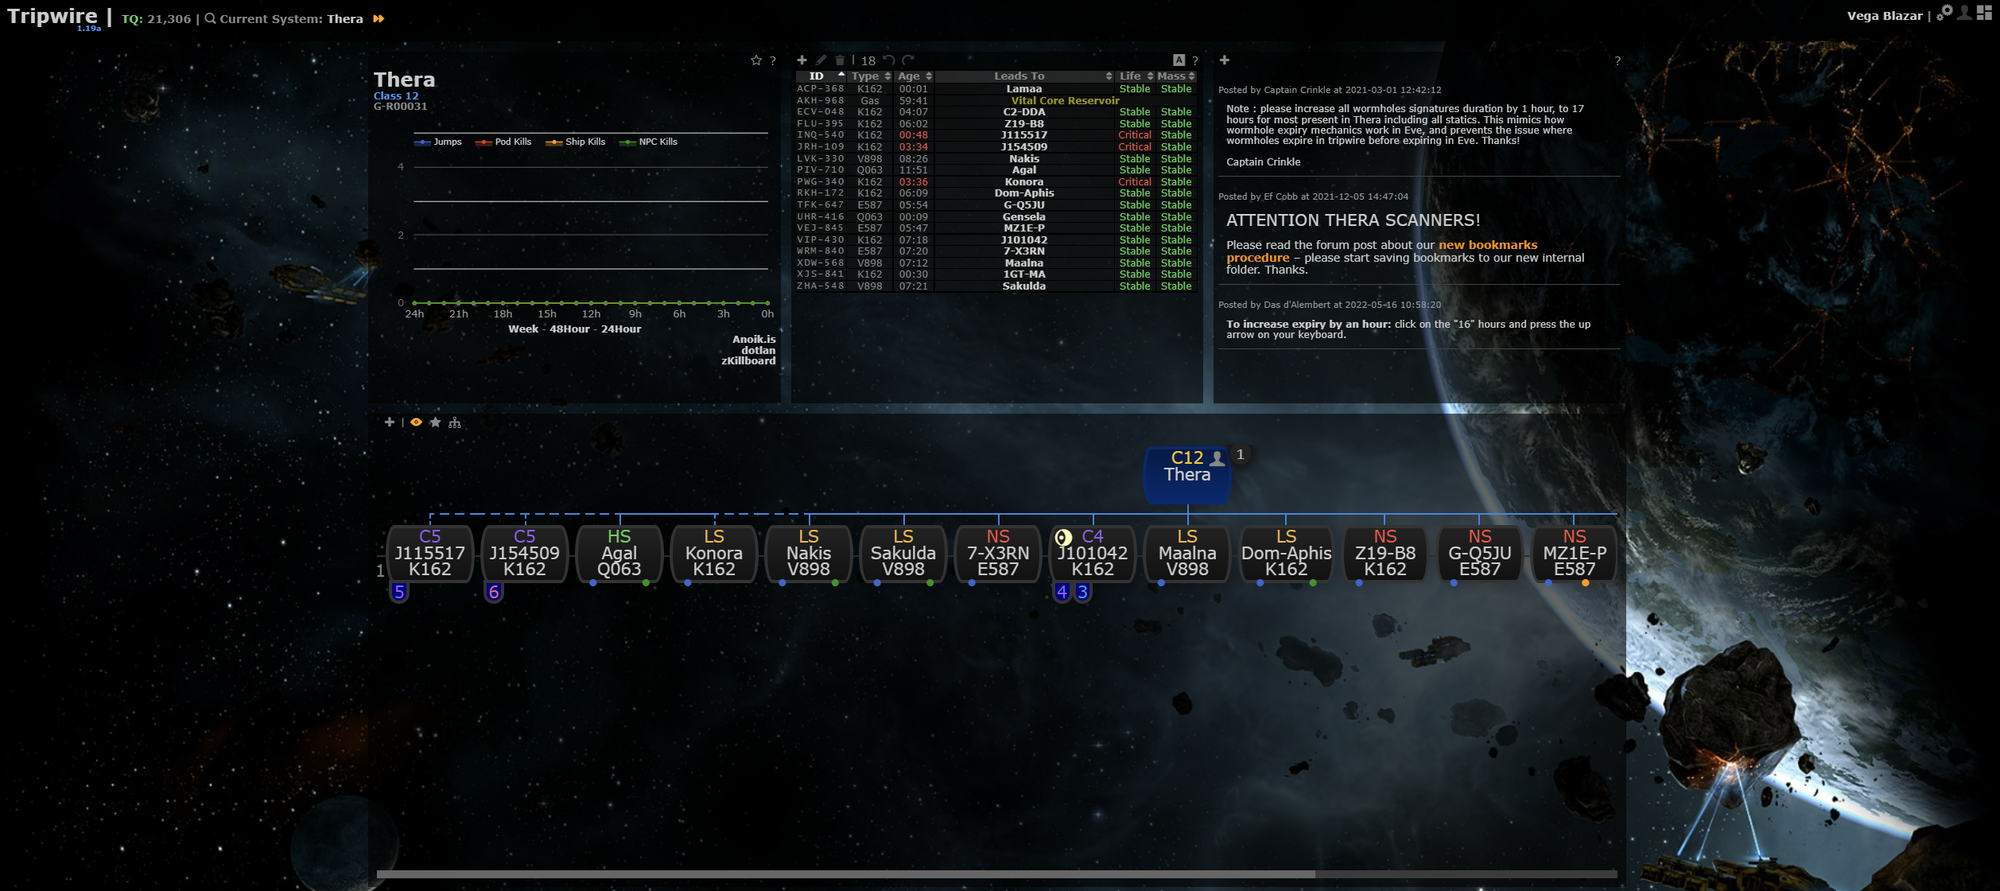 Tripwire | TQ: 21,306 | Current System: Thera
1.19a
Vega Blazar |
Thera
Class 12
G-R00031
Jumps Pod Kills Ship Kills NPC Kills
4
2
0
24h 21h 18h 15h 12h 9h 6h 3h 0h
Week - 48Hour - 24Hour
Anoik.is
dotlan
zKillboard
| 18 A ?
ID Type Age Leads To Life Mass
ACP-368 K162 00:01 Lamaa Stable Stable
AKH-968 Gas 59:41 Vital Core Reservoir
ECV-048 K162 04:07 C2-DDA Stable Stable
FLU-395 K162 06:02 Z19-B8 Stable Stable
INQ-540 K162 00:48 J115517 Critical Stable
JRH-109 K162 03:34 J154509 Critical Stable
LVK-330 V898 08:26 Nakis Stable Stable
PIV-710 Q063 11:51 Agal Stable Stable
PWG-340 K162 03:36 Konora Critical Stable
RKH-172 K162 06:09 Dom-Aphis Stable Stable
TFK-647 E587 05:54 G-Q5JU Stable Stable
UHR-416 Q063 00:09 Gensela Stable Stable
VEJ-845 E587 05:47 MZ1E-P Stable Stable
VIP-430 K162 07:18 J101042 Stable Stable
WRM-840 E587 07:20 7-X3RN Stable Stable
XDW-568 V898 07:12 Maalna Stable Stable
XJS-841 K162 00:30 1GT-MA Stable Stable
ZHA-548 V898 07:21 Sakulda Stable Stable
Posted by Captain Crinkle at 2021-03-01 12:42:12
Note : please increase all wormholes signatures duration by 1 hour, to 17
hours for most present in Thera including all statics. This mimics how
wormhole expiry mechanics work in Eve, and prevents the issue where
wormholes expire in tripwire before expiring in Eve. Thanks!
Captain Crinkle
Posted by Ef Cobb at 2021-12-05 14:47:04
ATTENTION THERA SCANNERS!
Please read the forum post about our new bookmarks
procedure – please start saving bookmarks to our new internal
folder. Thanks.
Posted by Das d'Alembert at 2022-05-16 10:58:20
To increase expiry by an hour: click on the "16" hours and press the up
arrow on your keyboard.
C12 1
Thera
C5 C5 HS LS LS LS NS C4 LS LS NS NS NS
J115517 J154509 Agal Konora Nakis Sakulda 7-X3RN J101042 Maalna Dom-Aphis Z19-B8 G-Q5JU MZ1E-P
1 K162 K162 Q063 K162 V898 V898 E587 K162 V898 K162 K162 E587 E587
5 6 4 3